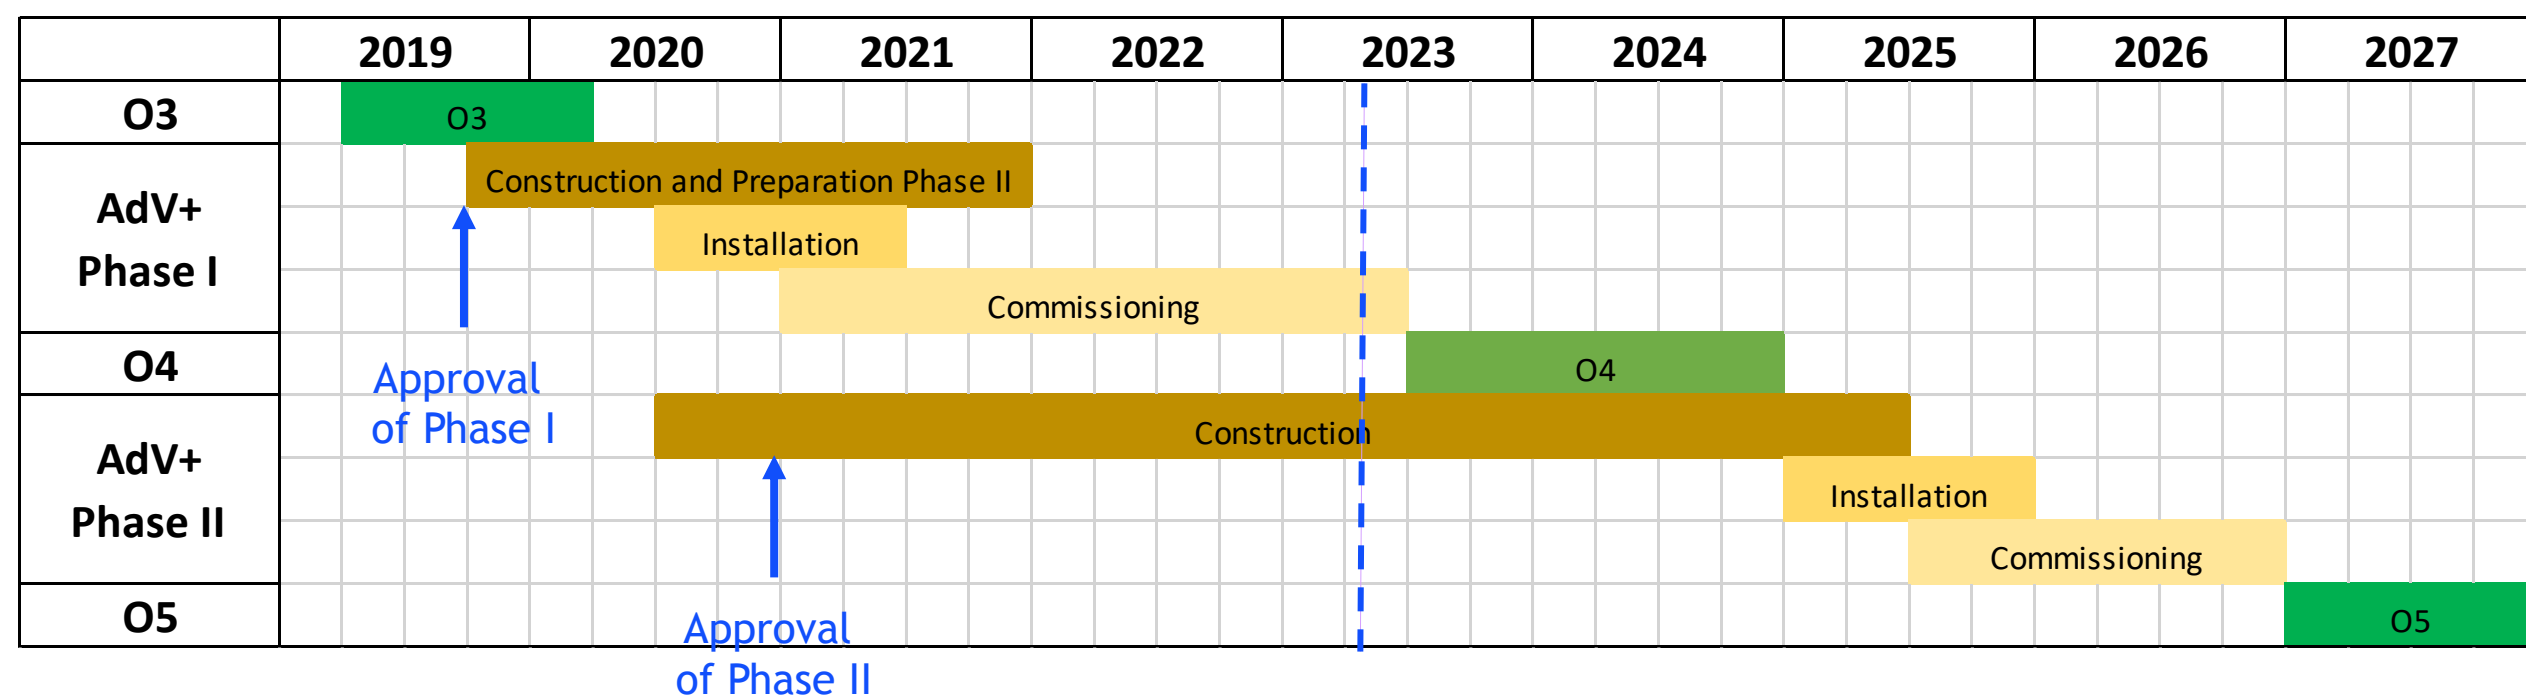 2019 2020 2021 2022 2023 2024 2025 2026 2027
O3 O3
AdV+
Phase I
Construction and Preparation Phase II
Installation
Commissioning
Approval
of Phase I
O4 O4
AdV+
Phase II
Construction
Installation
Commissioning
Approval
of Phase II
O5 O5